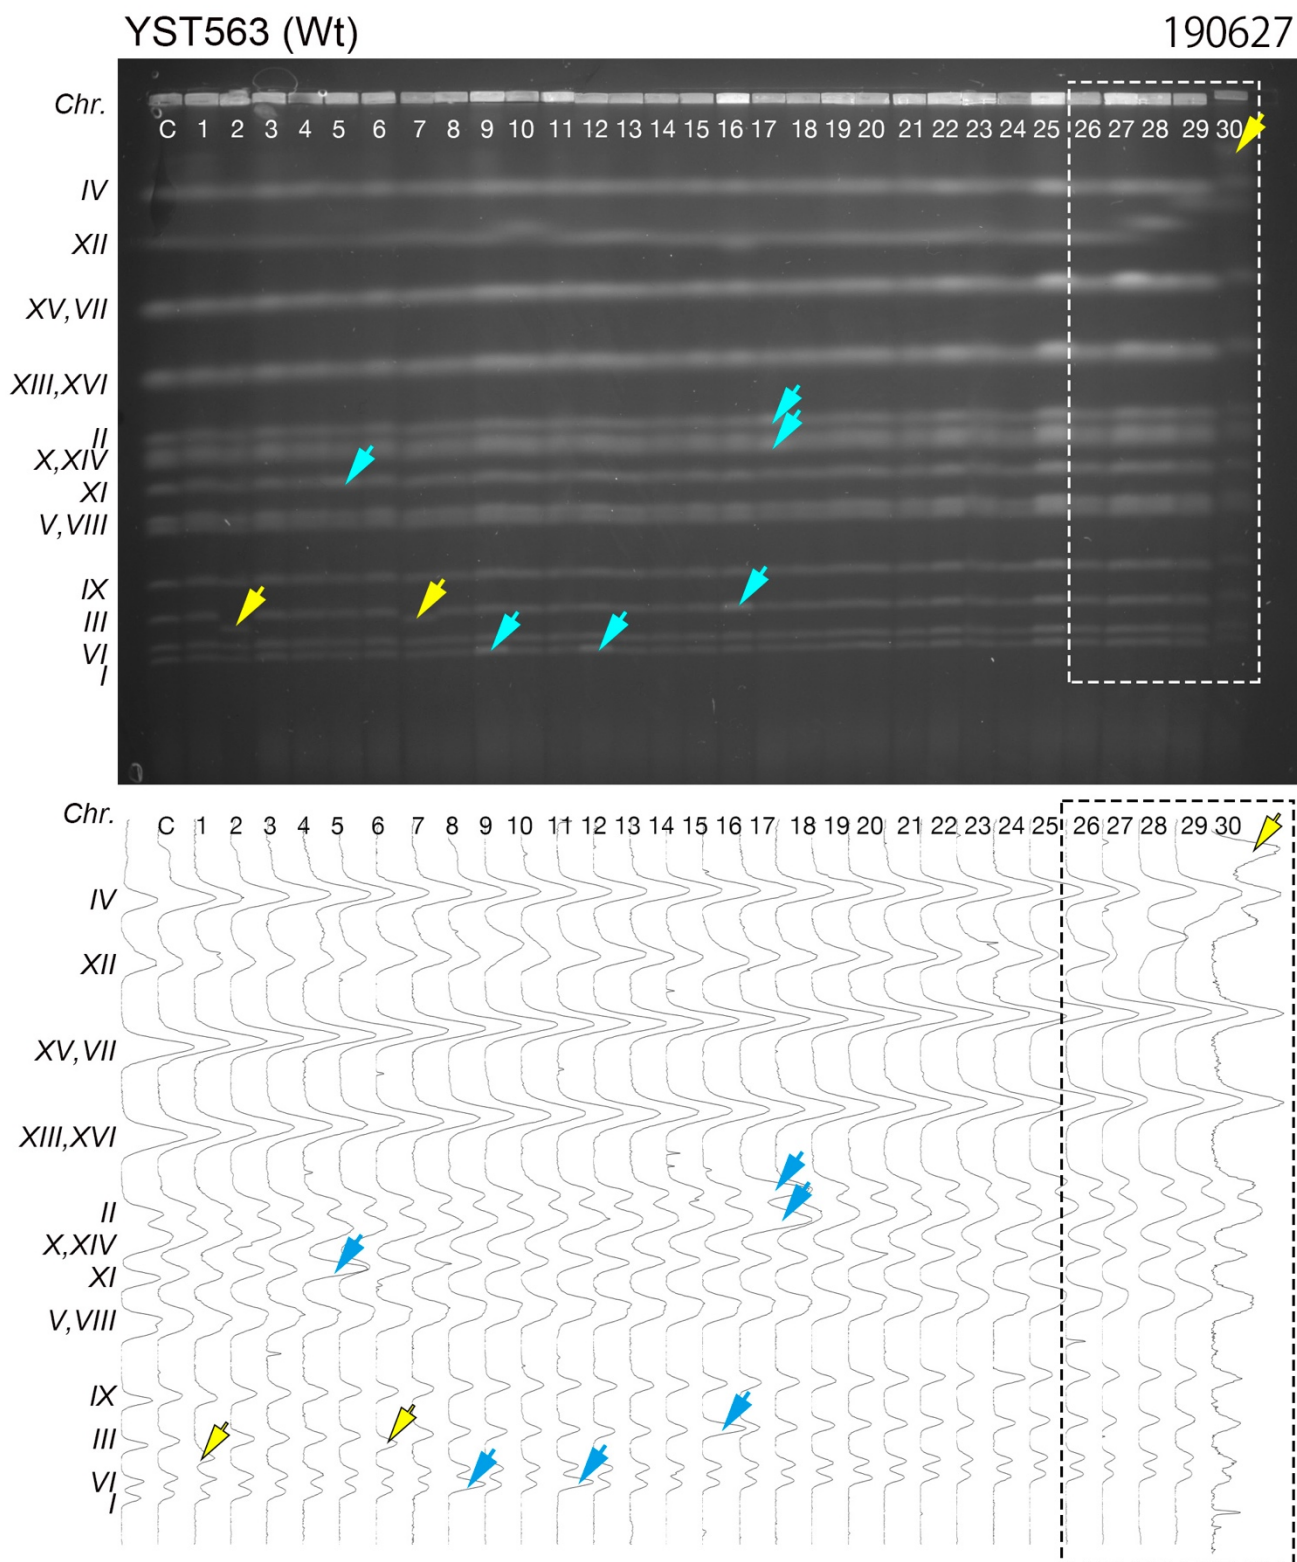 YST563 (Wt) 190627
Chr.
C 1 2 3 4 5 6 7 8 9 10 11 12 13 14 15 16 17 18 19 20 21 22 23 24 25 26 27 28 29 30
IV
XII
XV,VII
XIII,XVI
II
X,XIV
XI
V,VIII
IX
III
VI
I
Chr.
C 1 2 3 4 5 6 7 8 9 10 11 12 13 14 15 16 17 18 19 20 21 22 23 24 25 26 27 28 29 30
IV
XII
XV,VII
XIII,XVI
II
X,XIV
XI
V,VIII
IX
III
VI
I